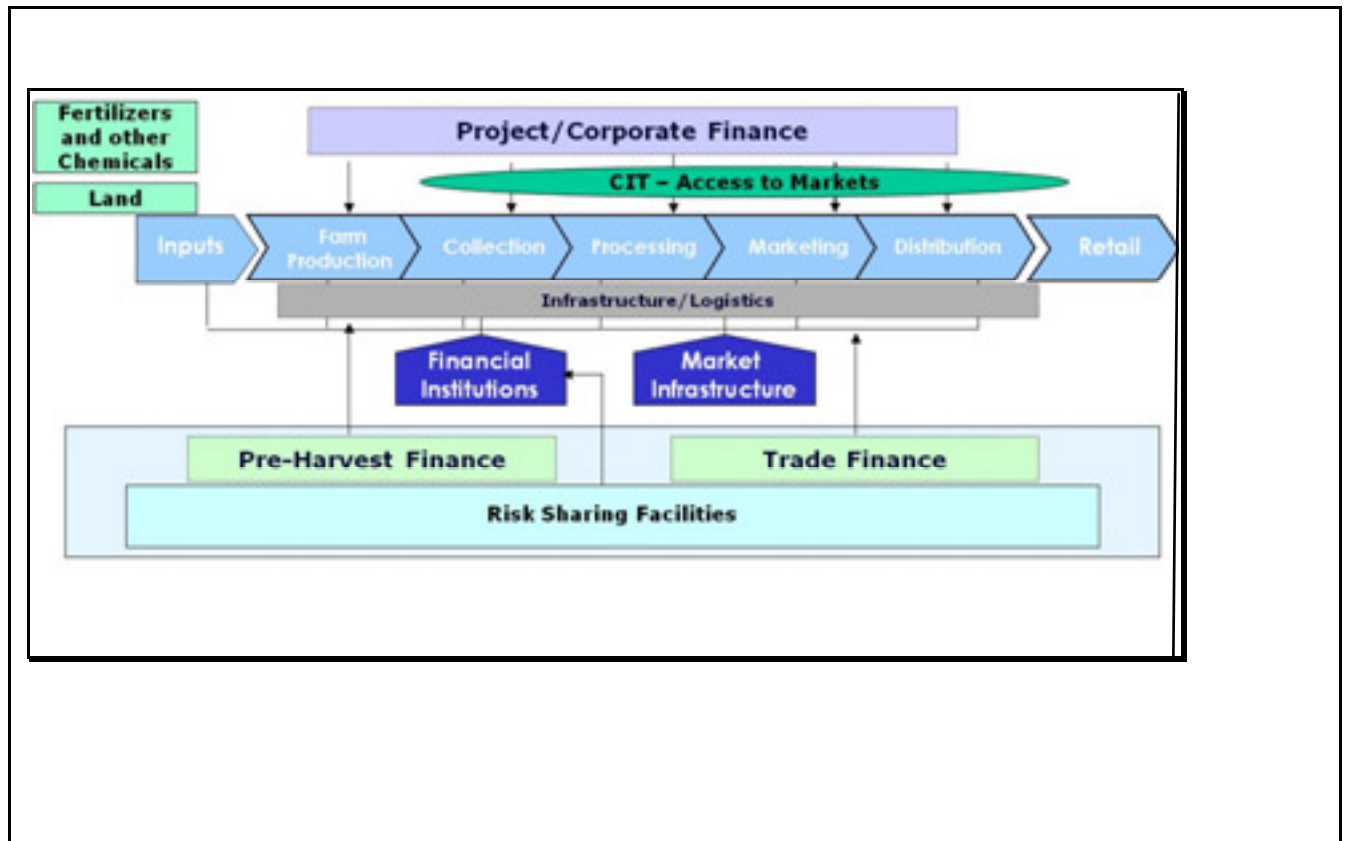 Fertilizers
and other
Chemicals
Land
Project/Corporate Finance
CIT – Access to Markets
Inputs
Farm
Production
Collection
Processing
Marketing
Distribution
Retail
Infrastructure/Logistics
Financial
Institutions
Market
Infrastructure
Pre-Harvest Finance
Trade Finance
Risk Sharing Facilities